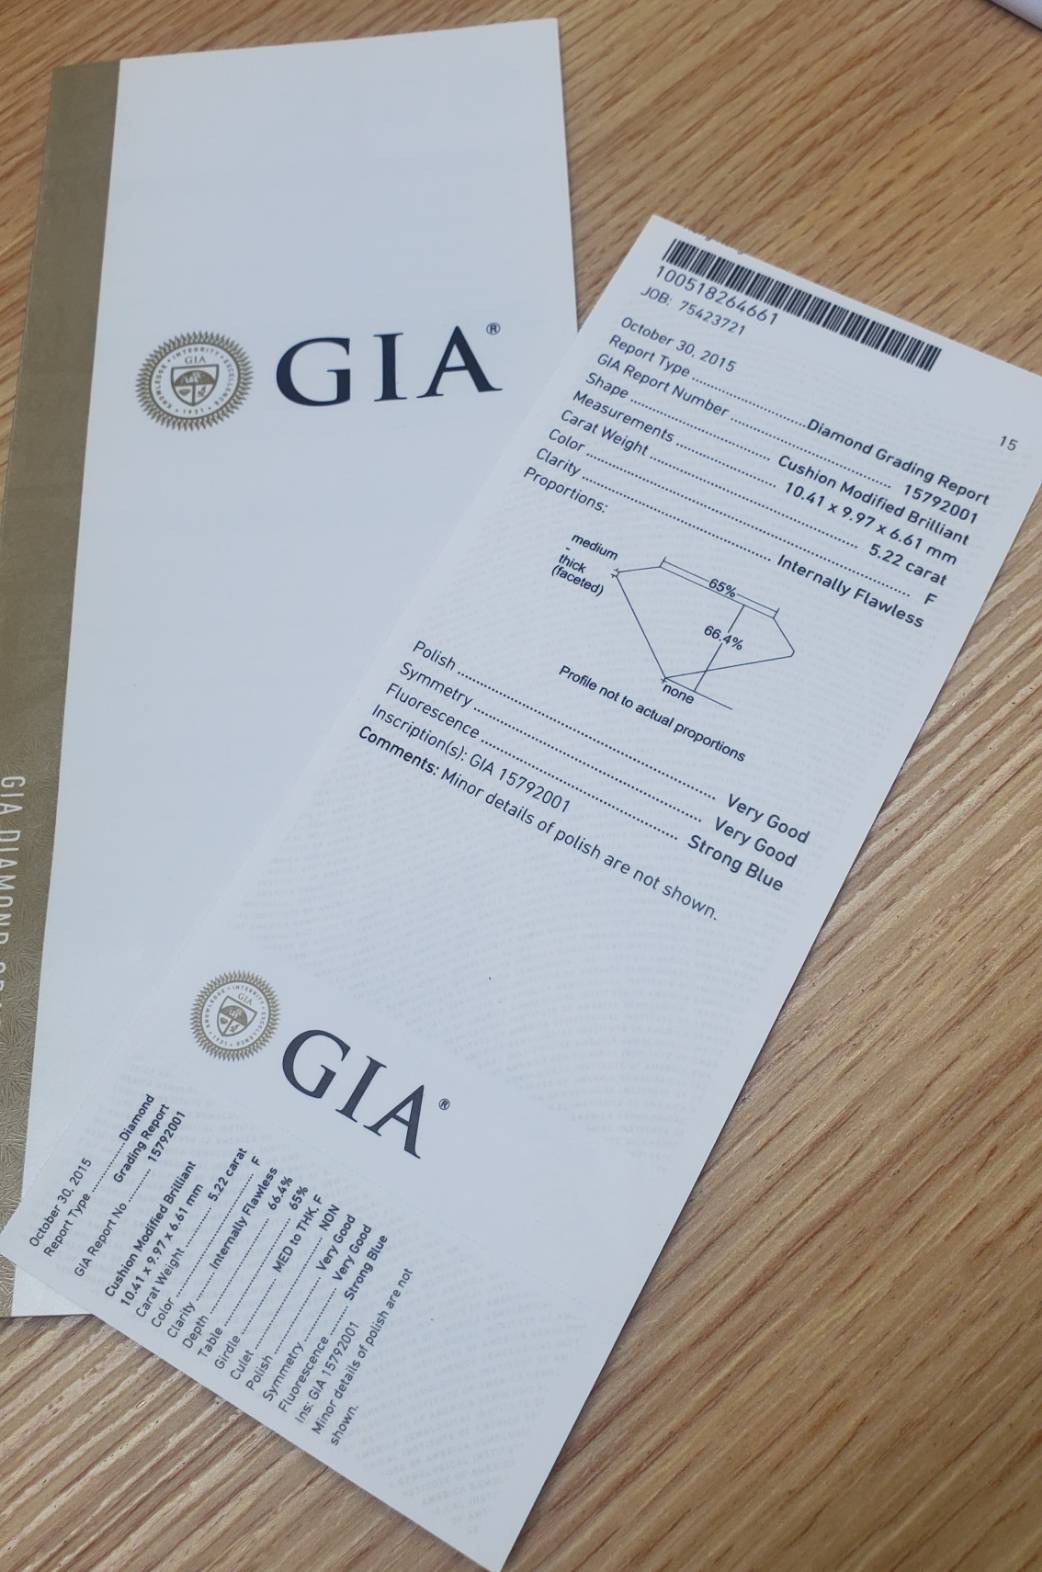 GIA®
KNOWLEDGE • INTEGRITY • EXCELLENCE • 1931
GIA
GIA DIAMOND
100518264661
JOB: 75423721
15
October 30, 2015
Report Type ........ Diamond Grading Report
GIA Report Number ........ 15792001
Shape ........ Cushion Modified Brilliant
Measurements ........ 10.41 x 9.97 x 6.61 mm
Carat Weight ........ 5.22 carat
Color ........ F
Clarity ........ Internally Flawless
Proportions:
medium
-
thick
(faceted)
65%
66.4%
none
Profile not to actual proportions
Polish ........ Very Good
Symmetry ........ Very Good
Fluorescence ........ Strong Blue
Inscription(s): GIA 15792001
Comments: Minor details of polish are not shown.
GIA
GIA®
October 30, 2015
Report Type ........ Diamond
Grading Report
GIA Report No ........ 15792001
Cushion Modified Brilliant
10.41 x 9.97 x 6.61 mm
Carat Weight ........ 5.22 carat
Color ........ F
Clarity ........ Internally Flawless
Depth ........ 66.4%
Table ........ 65%
Girdle ........ MED to THK, F
Culet ........ NON
Polish ........ Very Good
Symmetry ........ Very Good
Fluorescence ........ Strong Blue
Ins: GIA 15792001
Minor details of polish are not
shown.